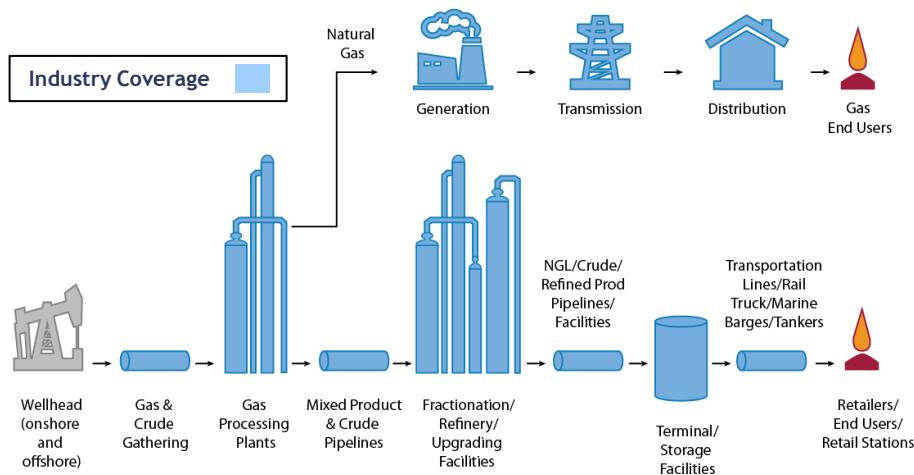 Industry Coverage
Natural
Gas
Generation
Transmission
Distribution
Gas
End Users
NGL/Crude/
Refined Prod
Pipelines/
Facilities
Transportation
Lines/Rail
Truck/Marine
Barges/Tankers
Wellhead
(onshore
and
offshore)
Gas &
Crude
Gathering
Gas
Processing
Plants
Mixed Product
& Crude
Pipelines
Fractionation/
Refinery/
Upgrading
Facilities
Terminal/
Storage
Facilities
Retailers/
End Users/
Retail Stations